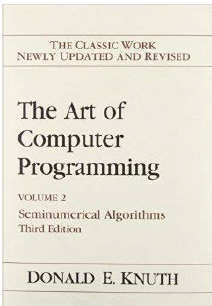 THE CLASSIC WORK
NEWLY UPDATED AND REVISED
The Art of
Computer
Programming
VOLUME 2
Seminumerical Algorithms
Third Edition
DONALD E. KNUTH